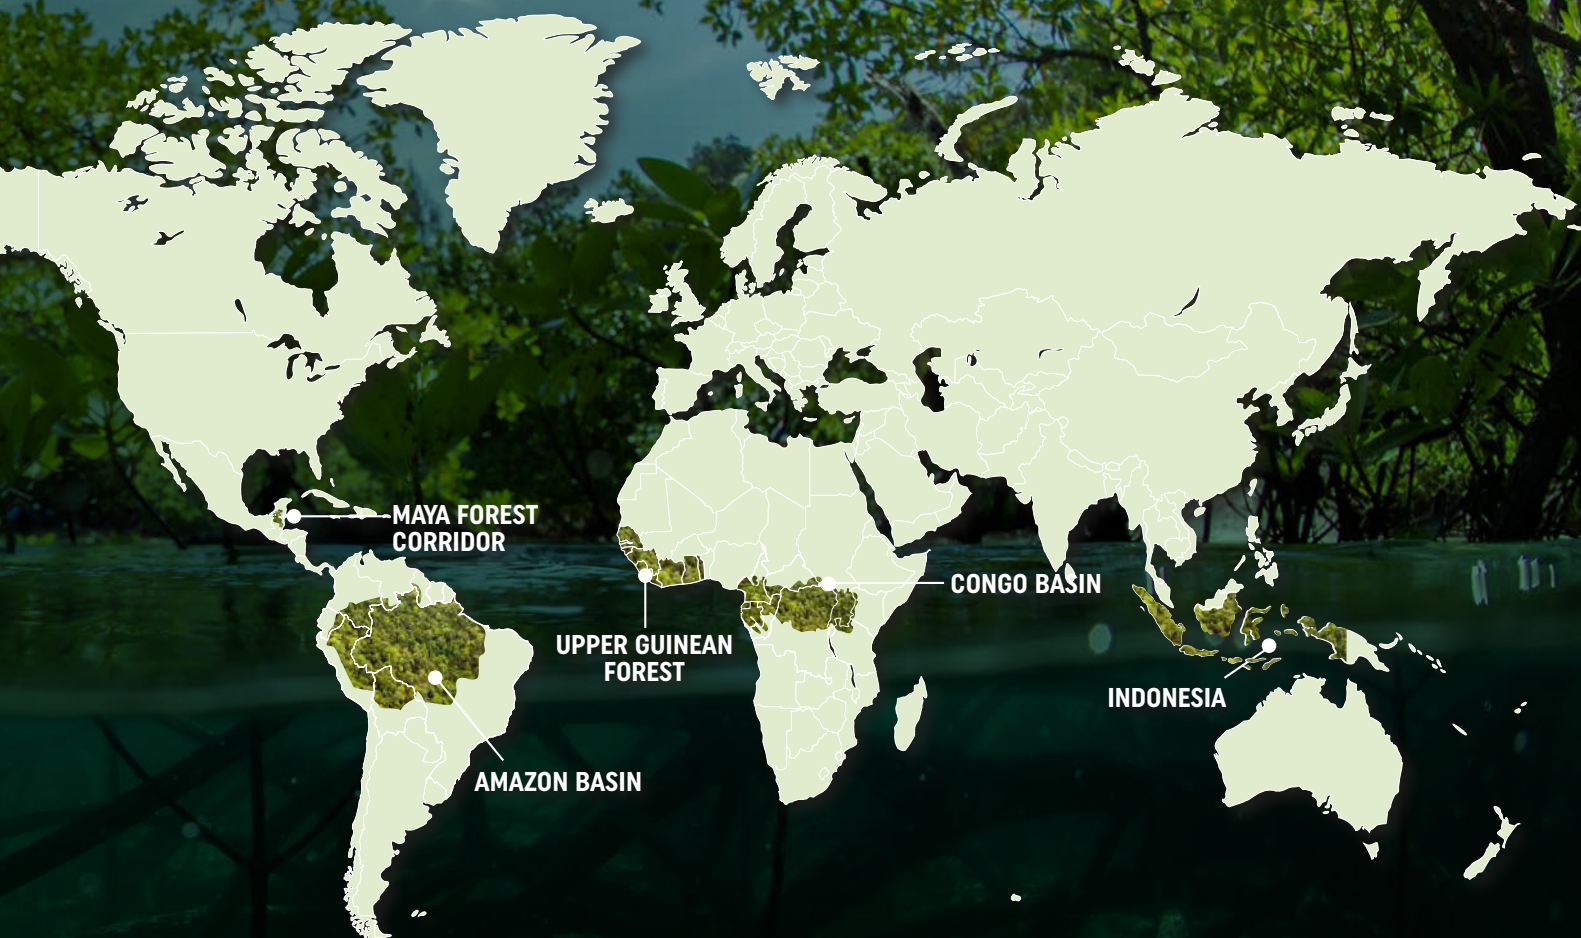 MAYA FOREST
CORRIDOR
CONGO BASIN
UPPER GUINEAN
FOREST
INDONESIA
AMAZON BASIN